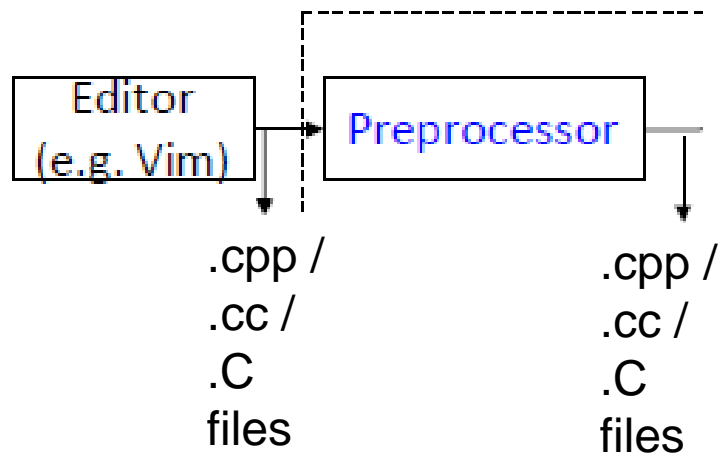 Editor
(e.g. Vim)
Preprocessor
.cpp /
.cc /
.C
files
.cpp /
.cc /
.C
files